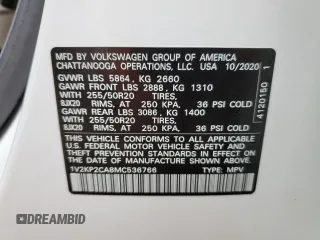 MFD BY VOLKSWAGEN GROUP OF AMERICA
CHATTANOOGA OPERATIONS, LLC. USA 10/2020
GVWR LBS 5864, KG 2660
GAWR FRONT LBS 2888, KG 1310
WITH 255/50R20 TIRES,
8JX20 RIMS, AT 250 KPA, 36 PSI COLD
GAWR REAR LBS 3086, KG 1400
WITH 255/50R20 TIRES,
8JX20 RIMS, AT 250 KPA, 36 PSI COLD
THIS VEHICLE CONFORMS TO ALL APPLICABLE
U.S. FEDERAL MOTOR VEHICLE SAFETY STANDARDS IN
EFFECT ON THE DATE OF MANUFACTURE SHOWN ABOVE.
1V2KP2CA8MC536766 TYPE: MPV
4120150 1